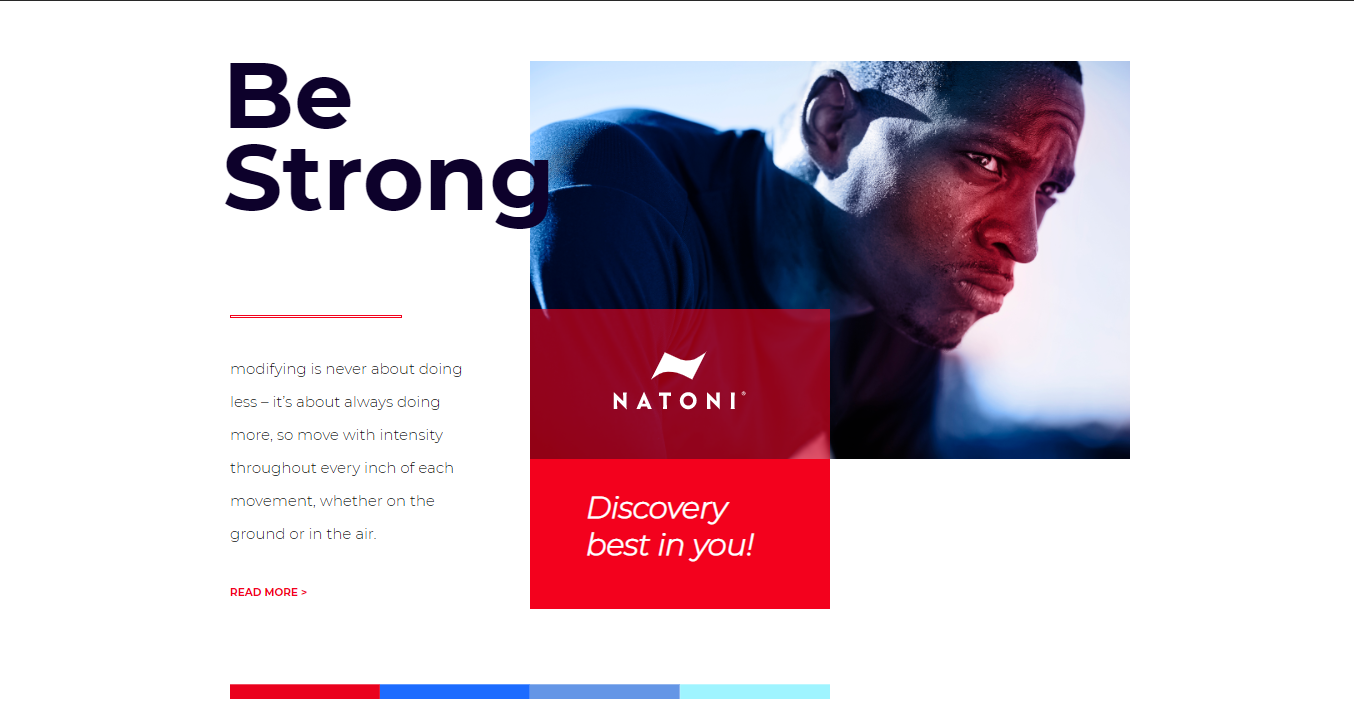 Be
Strong
modifying is never about doing
less – it's about always doing
more, so move with intensity
throughout every inch of each
movement, whether on the
ground or in the air.
READ MORE >
NATONI®
Discovery
best in you!